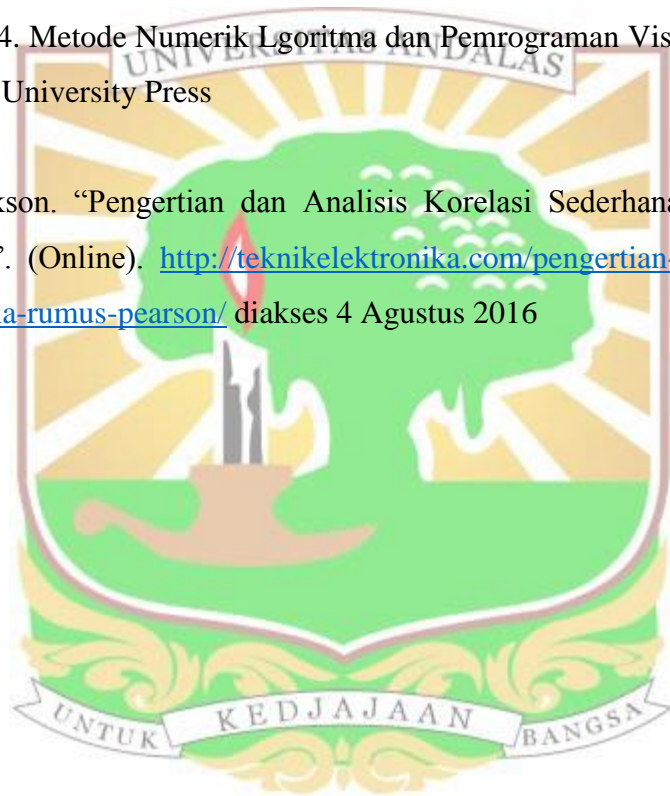 4. Metode Numerik Lgoritma dan Pemrograman Vis
UNIVERSITAS ANDALAS
University Press
kson. “Pengertian dan Analisis Korelasi Sederhana
”. (Online). http://teknikelektronika.com/pengertian-
na-rumus-pearson/ diakses 4 Agustus 2016
UNTUK KEDJAJAAN BANGSA